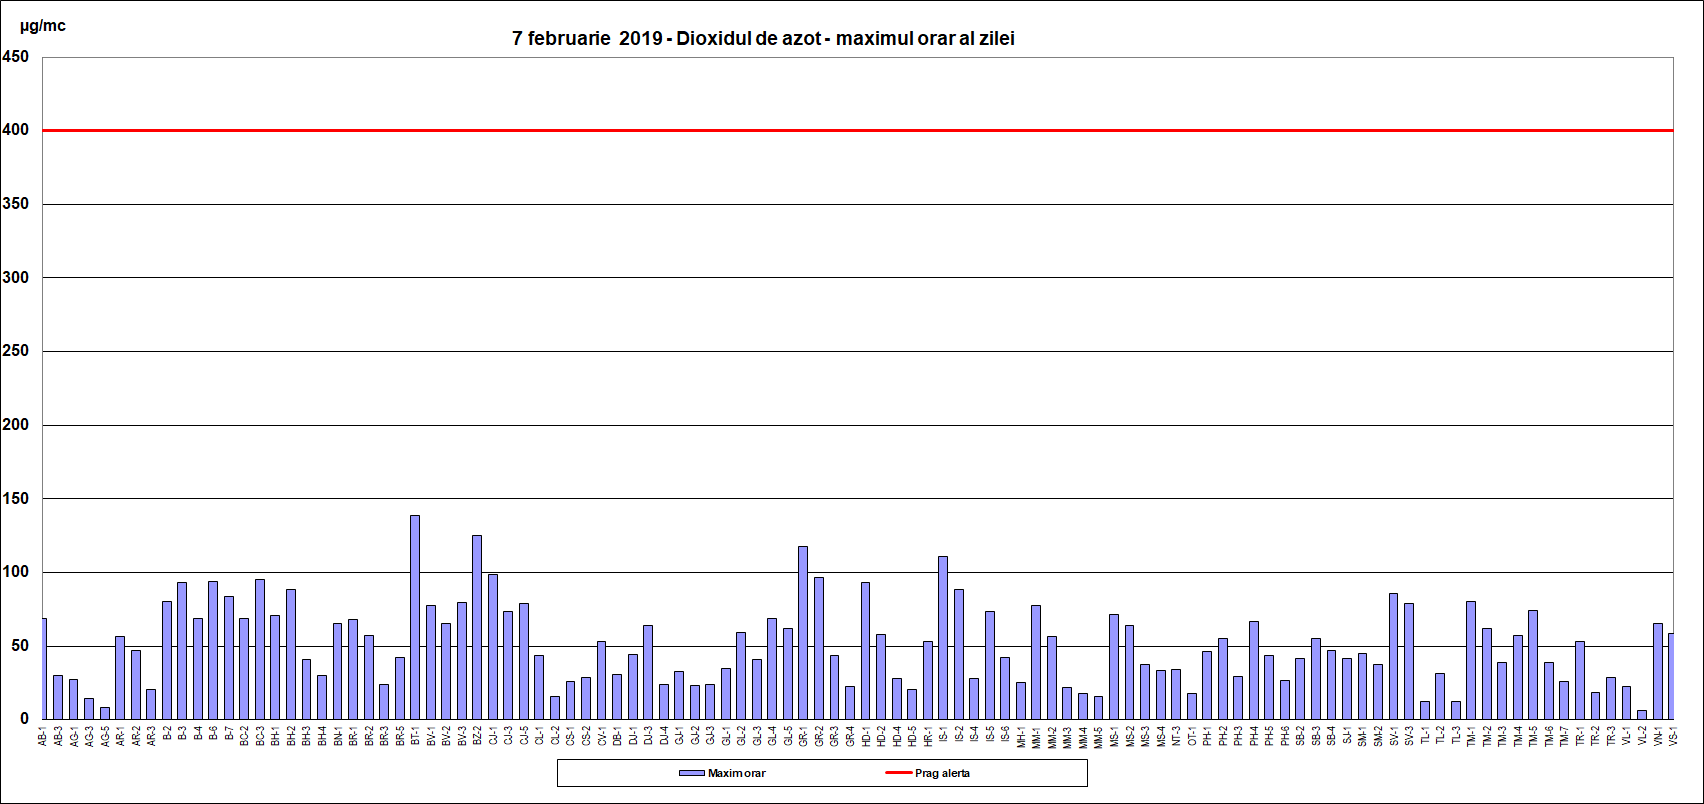 µg/mc
7 februarie 2019 - Dioxidul de azot - maximul orar al zilei
450
400
350
300
250
200
150
100
50
0
AB-1 AB-3 AG-1 AG-3 AG-5 AR-1 AR-2 AR-3 B-2 B-3 B-4 B-6 B-7 BC-2 BC-3 BH-1 BH-2 BH-3 BH-4 BN-1 BR-1 BR-2 BR-3 BR-5 BT-1 BV-1 BV-2 BV-3 BZ-2 CJ-1 CJ-3 CJ-5 CL-1 CL-2 CS-1 CS-2 CV-1 DB-1 DJ-1 DJ-3 DJ-4 GJ-1 GJ-2 GJ-3 GL-1 GL-2 GL-3 GL-4 GL-5 GR-1 GR-2 GR-3 GR-4 HD-1 HD-2 HD-4 HD-5 HR-1 IS-1 IS-2 IS-4 IS-5 IS-6 MH-1 MM-1 MM-2 MM-3 MM-4 MM-5 MS-1 MS-2 MS-3 MS-4 NT-3 OT-1 PH-1 PH-2 PH-3 PH-4 PH-5 PH-6 SB-2 SB-3 SB-4 SJ-1 SM-1 SM-2 SV-1 SV-3 TL-1 TL-2 TL-3 TM-1 TM-2 TM-3 TM-4 TM-5 TM-6 TM-7 TR-1 TR-2 TR-3 VL-1 VL-2 VN-1 VS-1
Maxim orar Prag alerta